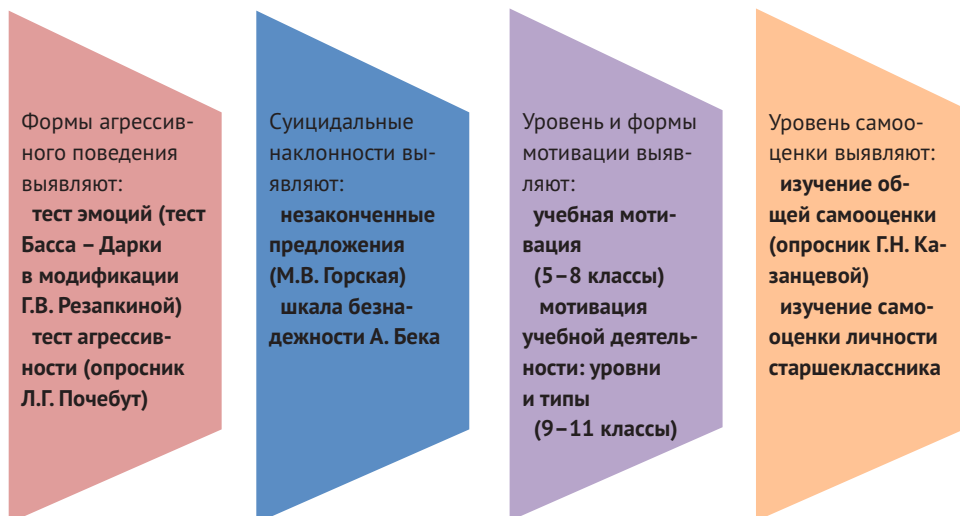 Формы агрессив-
ного поведения
выявляют:
тест эмоций (тест
Басса – Дарки
в модификации
Г.В. Резапкиной)
тест агрессив-
ности (опросник
Л.Г. Почебут)
Суицидальные
наклонности вы-
являют:
незаконченные
предложения
(М.В. Горская)
шкала безна-
дежности А. Бека
Уровень и формы
мотивации выяв-
ляют:
учебная моти-
вация
(5–8 классы)
мотивация
учебной деятель-
ности: уровни
и типы
(9–11 классы)
Уровень самоо-
ценки выявляют:
изучение об-
щей самооценки
(опросник Г.Н. Ка-
занцевой)
изучение само-
оценки личности
старшеклассника